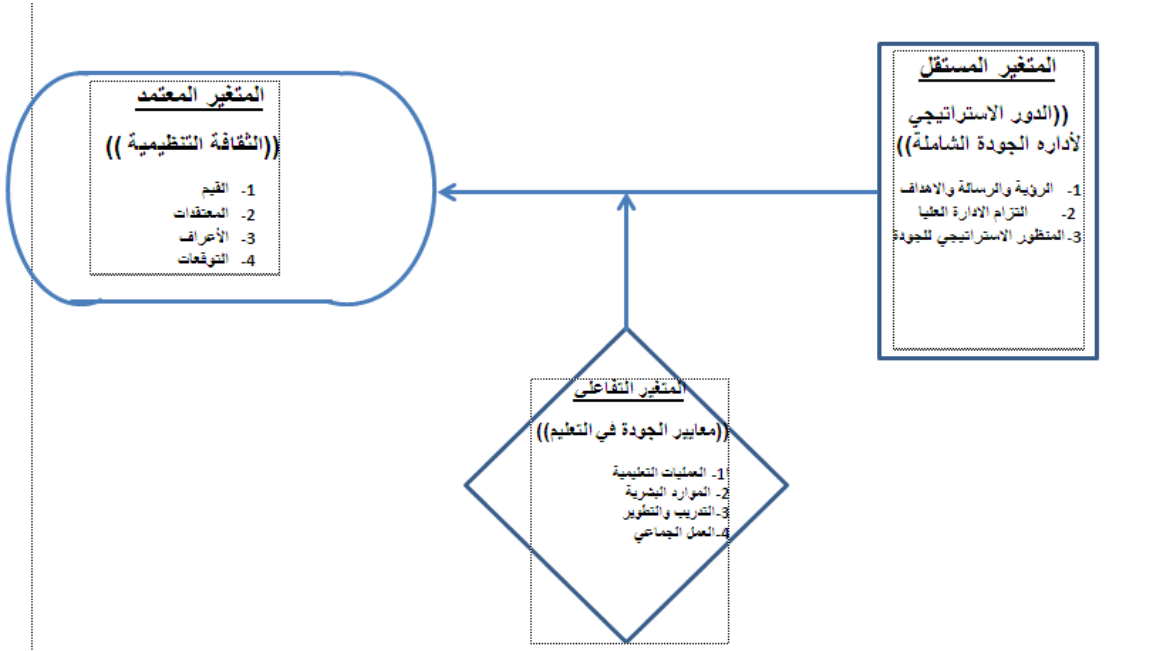 المتغير المستقل
((الدور الاستراتيجي
لأداره الجودة الشاملة))
1- الرؤية والرسالة والاهداف
2- التزام الادارة العليا
3-المنظور الاستراتيجي للجودة
المتغير المعتمد
((الثقافة التنظيمية ))
1- القيم
2- المعتقدات
3- الأعراف
4- التوقعات
المتغير التفاعلي
((معايير الجودة في التعليم))
1- العمليات التعليمية
2- الموارد البشرية
3-التدريب والتطوير
4-العمل الجماعي